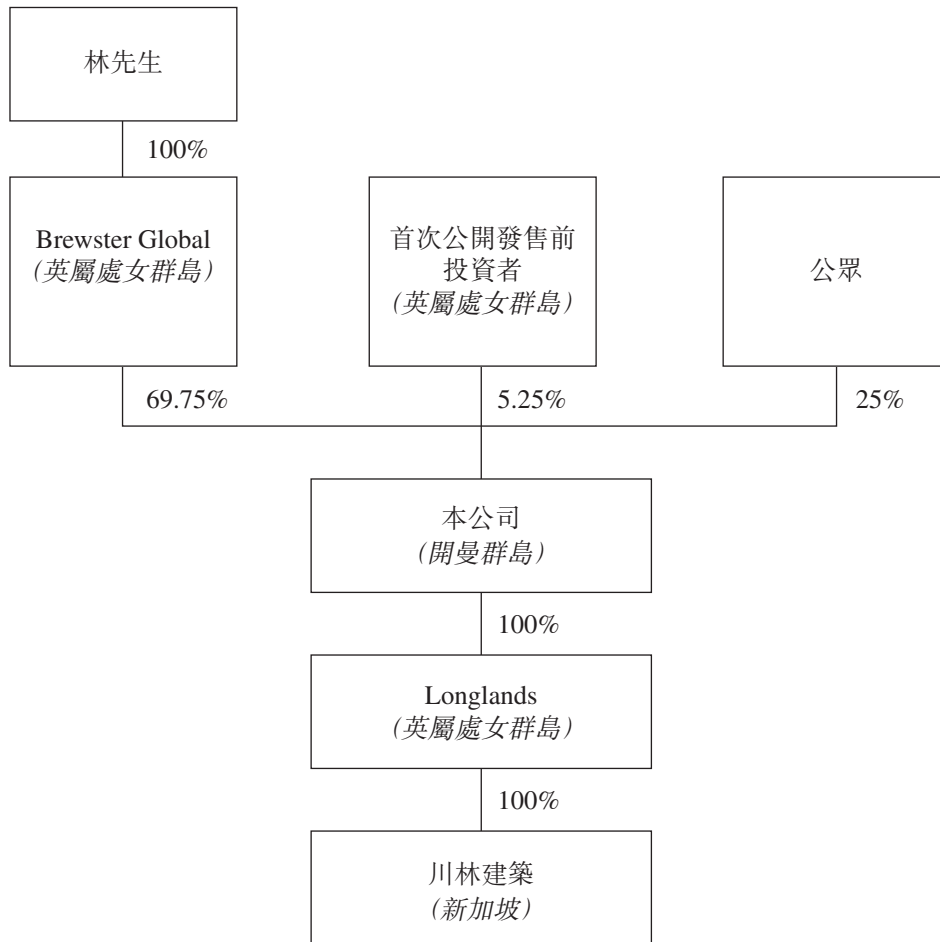 林先生
100%
Brewster Global
(英屬處女群島)
首次公開發售前
投資者
(英屬處女群島)
公眾
69.75%
5.25%
25%
本公司
(開曼群島)
100%
Longlands
(英屬處女群島)
100%
川林建築
(新加坡)